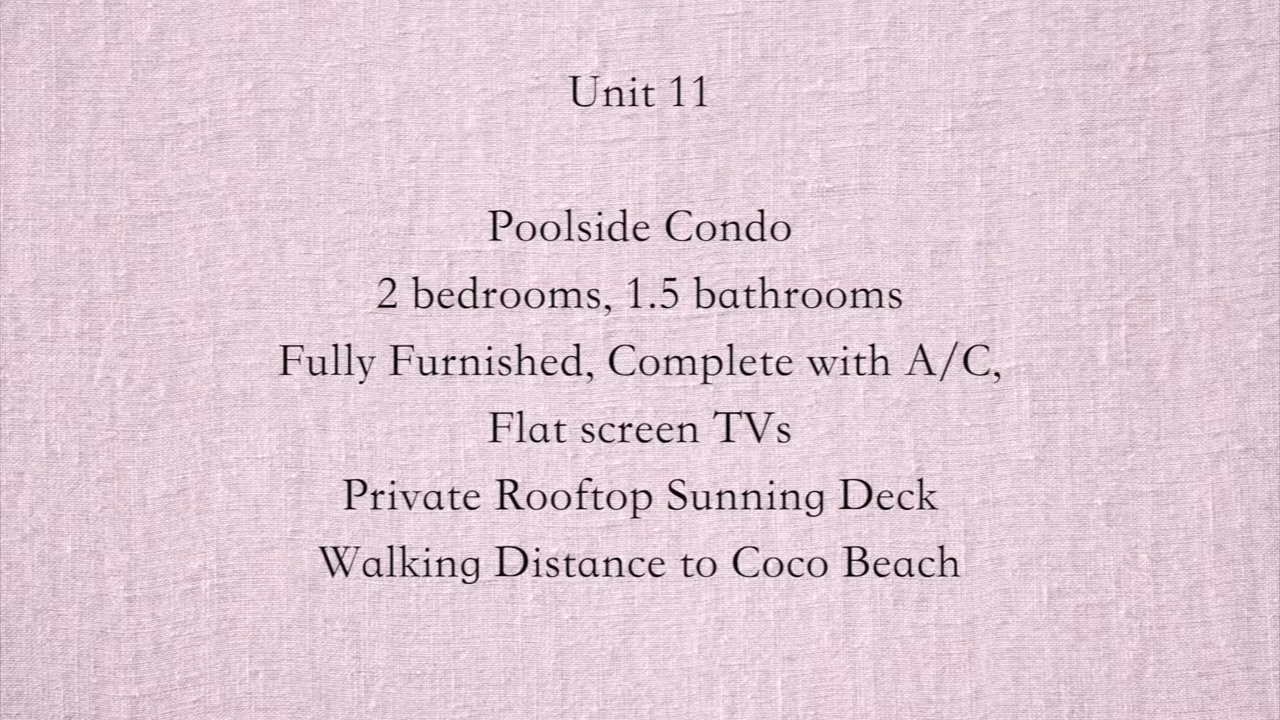 Unit 11
Poolside Condo
2 bedrooms, 1.5 bathrooms
Fully Furnished, Complete with A/C,
Flat screen TVs
Private Rooftop Sunning Deck
Walking Distance to Coco Beach